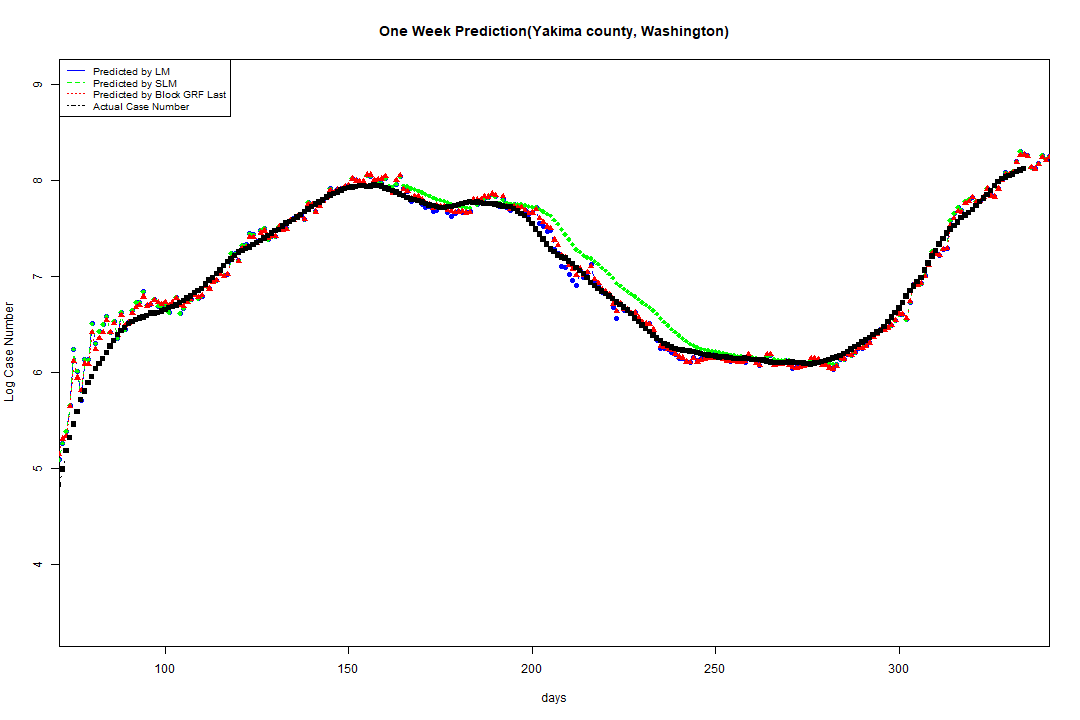 One Week Prediction(Yakima county, Washington)
Predicted by LM
Predicted by SLM
Predicted by Block GRF Last
Actual Case Number
9
8
7
6
5
4
Log Case Number
100 150 200 250 300
days